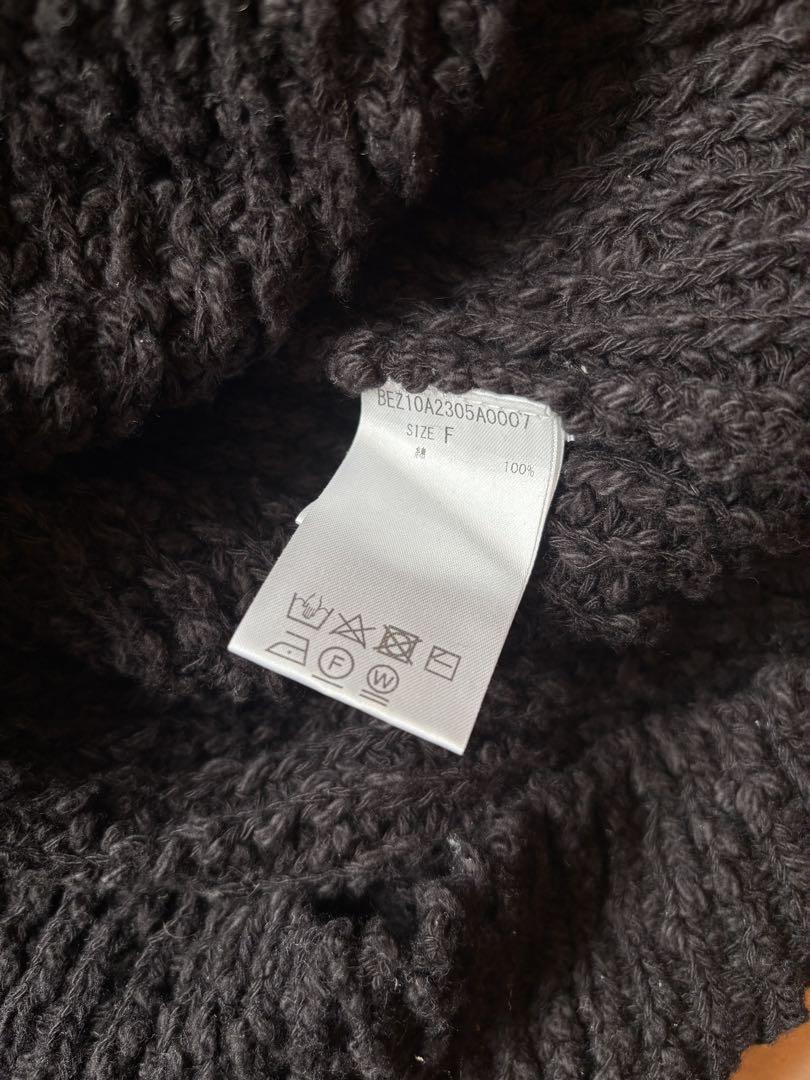 BEZ10A2305A0007
SIZE F
綿 100%
F
W